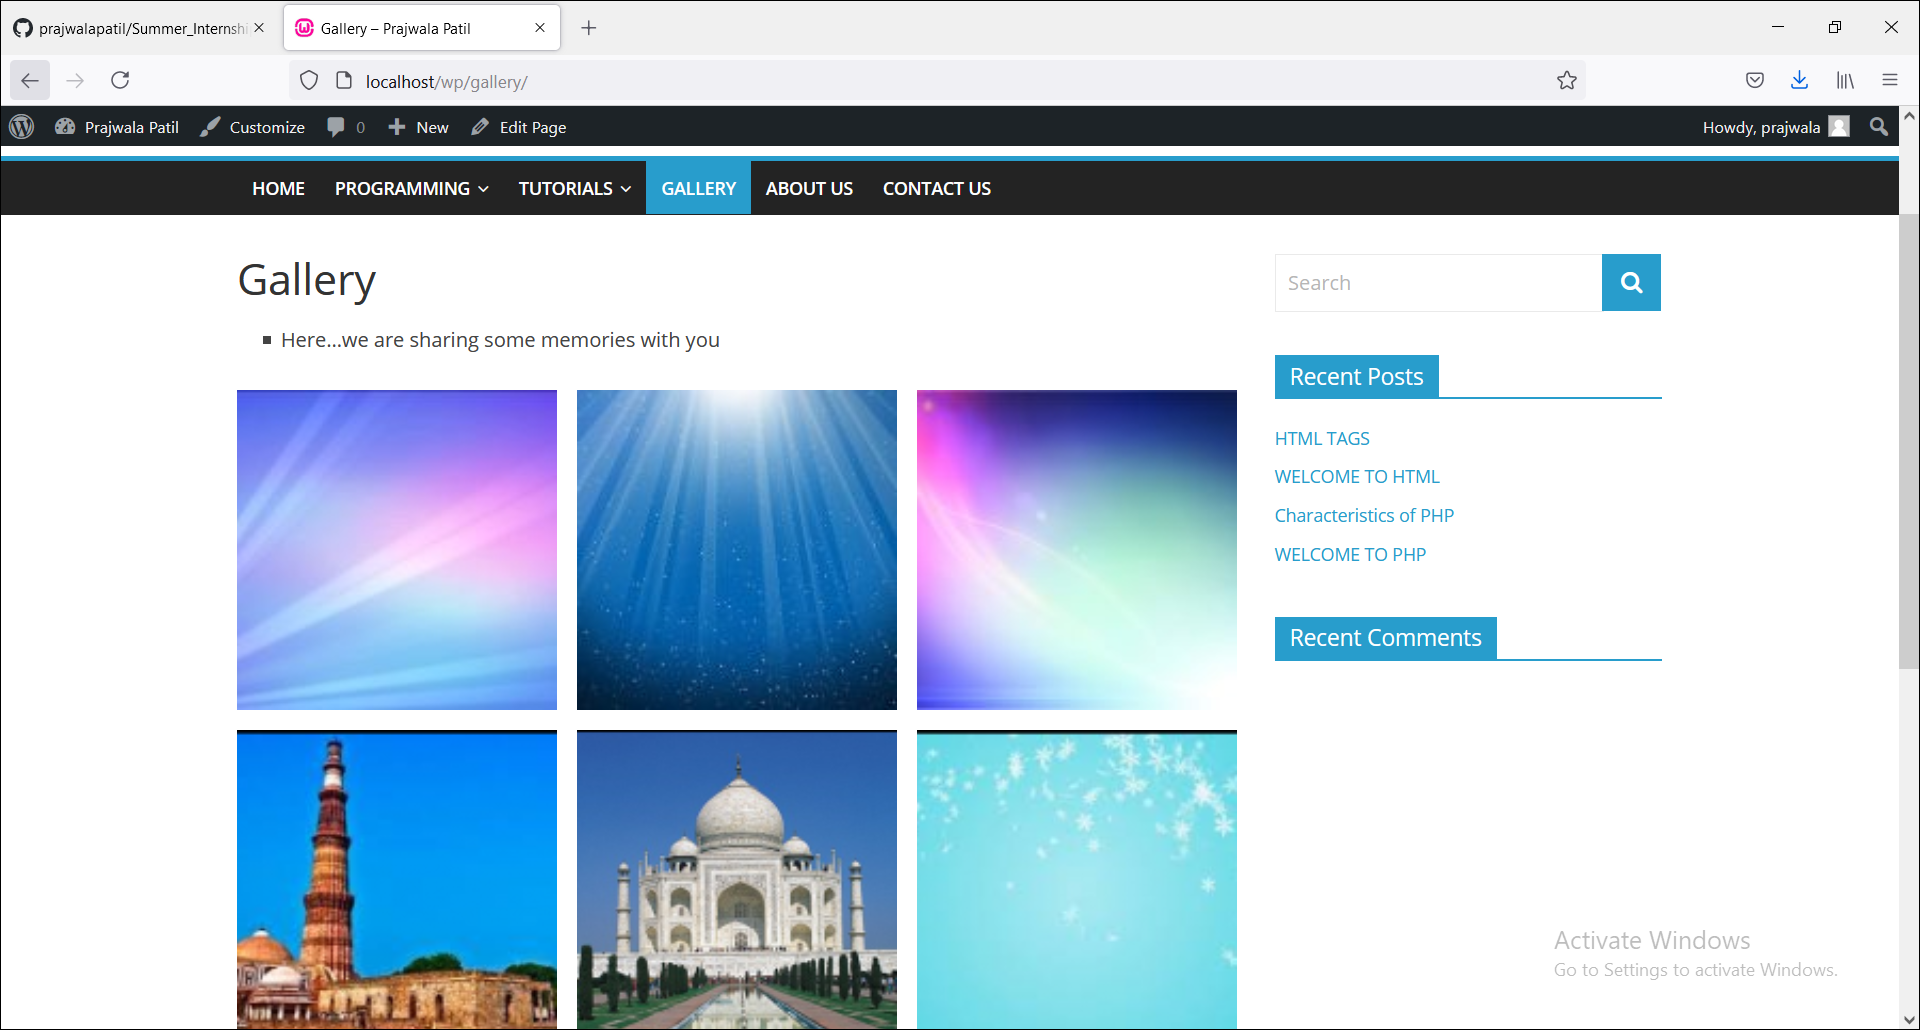 prajwalapatil/Summer_Internshi
Gallery – Prajwala Patil
localhost/wp/gallery/
Prajwala Patil
Customize
0
New
Edit Page
Howdy, prajwala
HOME
PROGRAMMING
TUTORIALS
GALLERY
ABOUT US
CONTACT US
Gallery
Here...we are sharing some memories with you
Search
Recent Posts
HTML TAGS
WELCOME TO HTML
Characteristics of PHP
WELCOME TO PHP
Recent Comments
Activate Windows
Go to Settings to activate Windows.